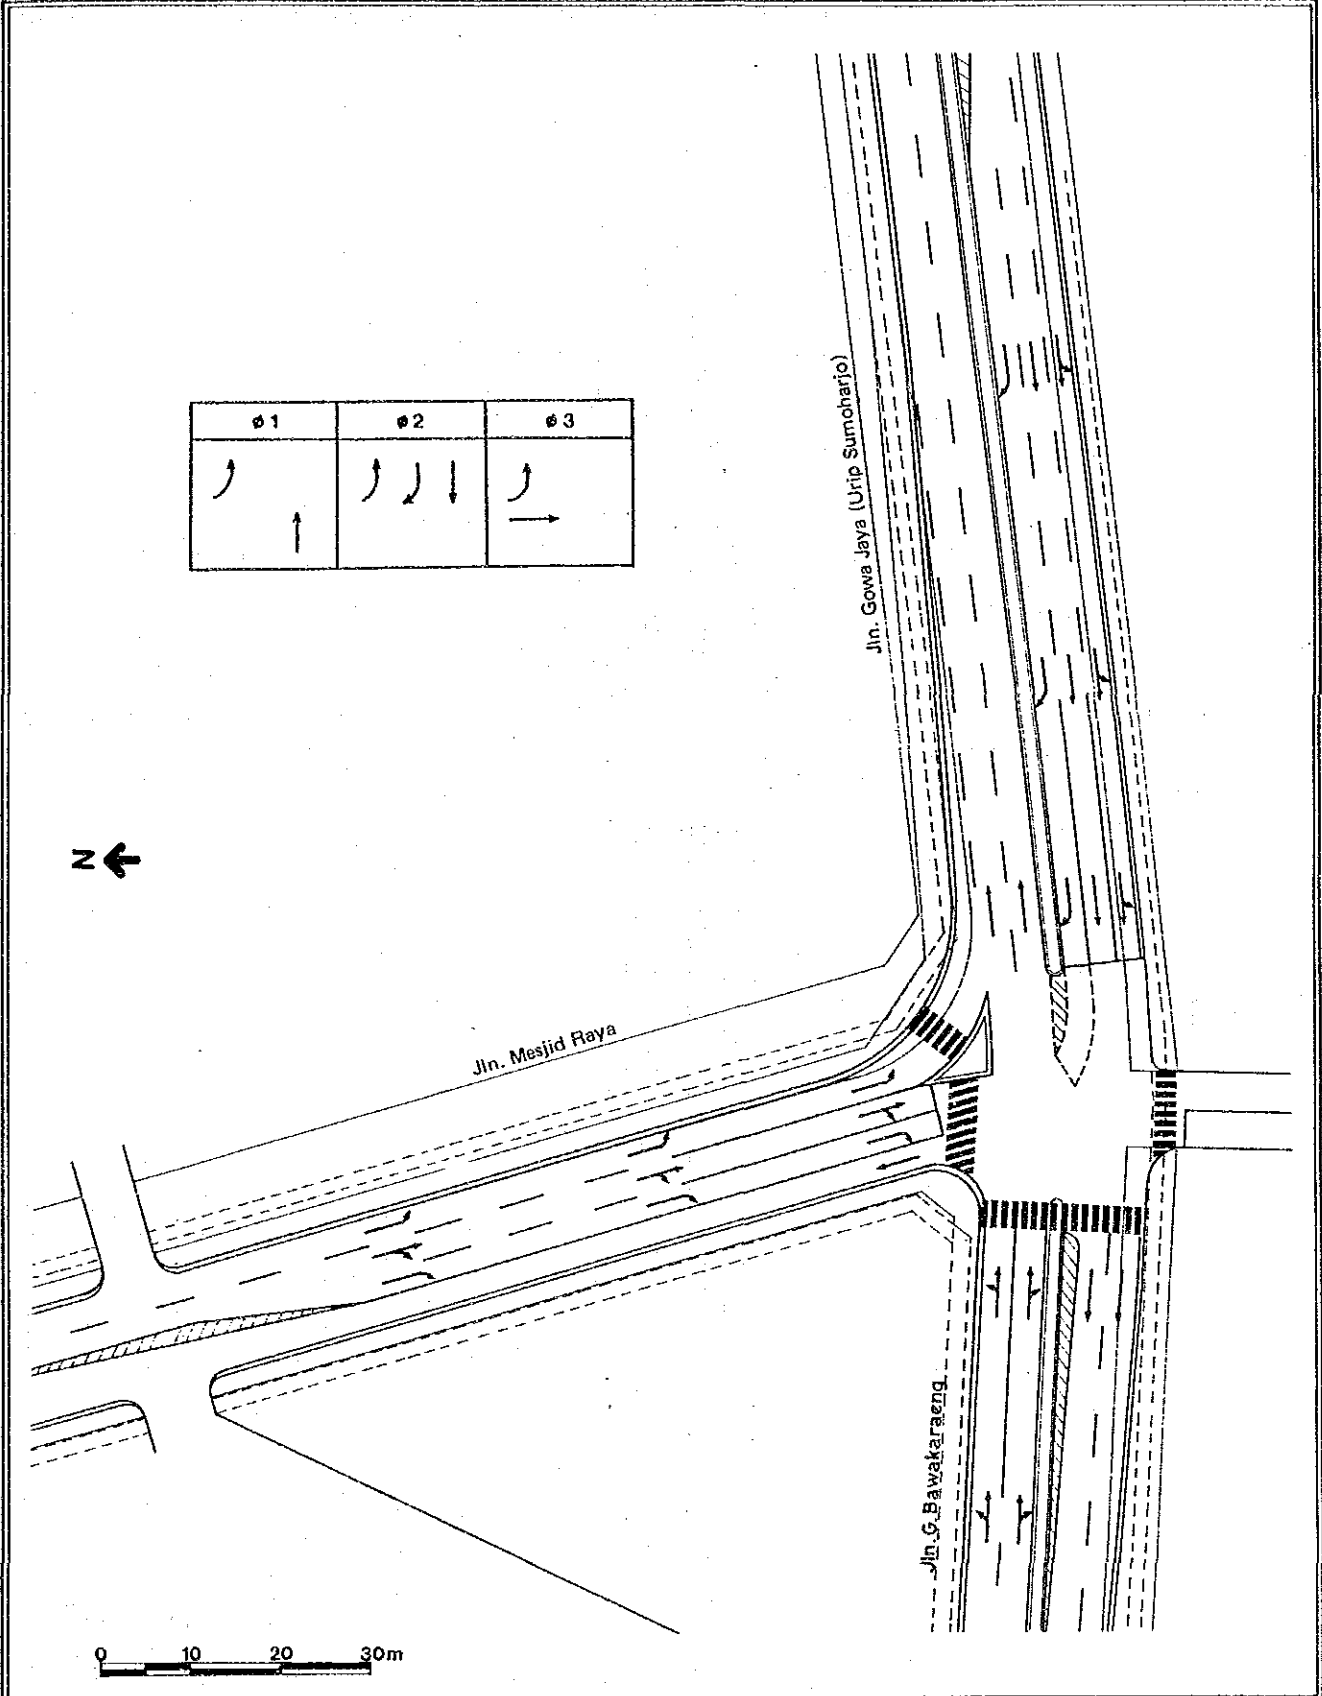 ø 1
ø 2
ø 3
Jln. Gowa Jaya (Urip Sumoharjo)
N
Jln. Mesjid Raya
Jln. G. Bawakaraeng
0 10 20 30m